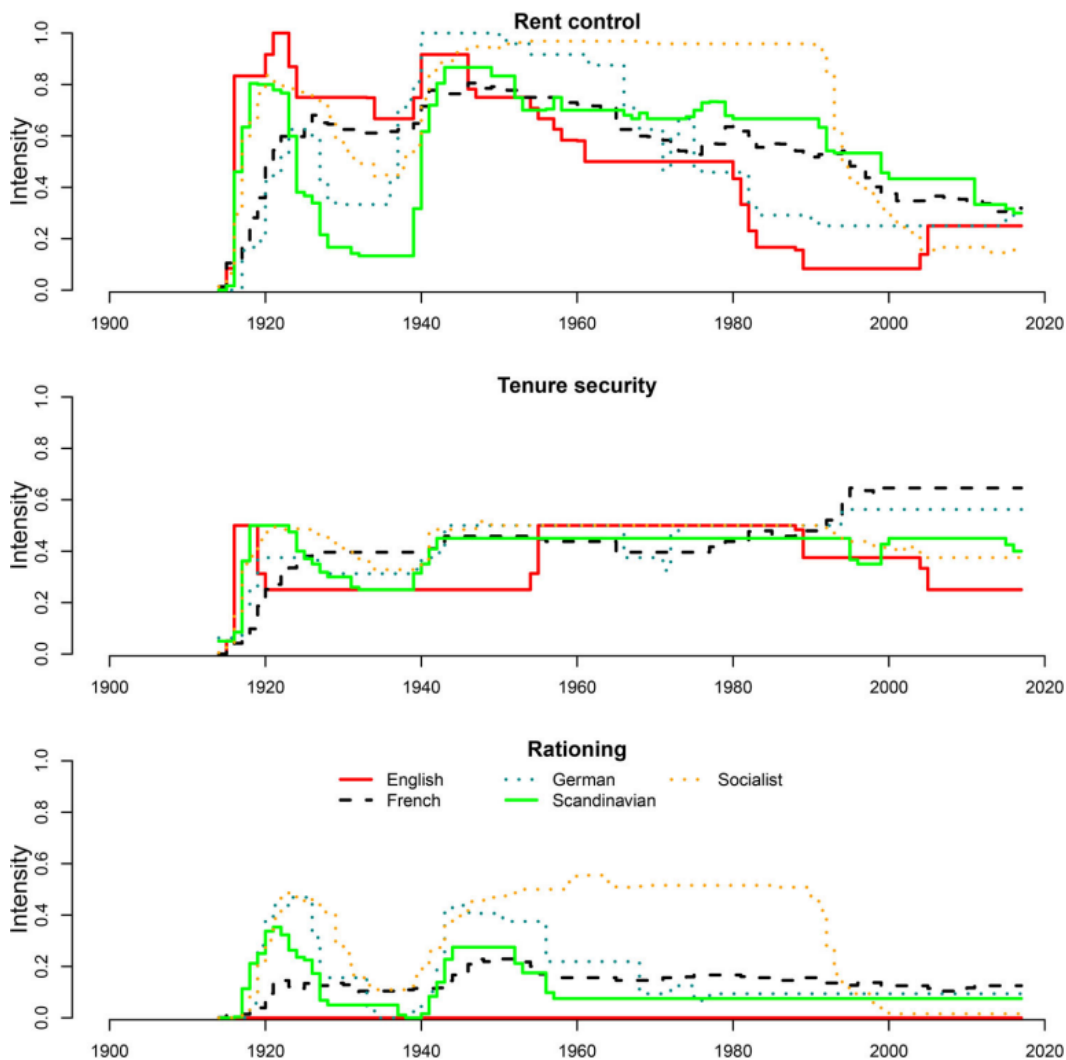 Rent control
Intensity
1.0
0.8
0.6
0.4
0.2
0.0
1900 1920 1940 1960 1980 2000 2020
Tenure security
Intensity
1.0
0.8
0.6
0.4
0.2
0.0
1900 1920 1940 1960 1980 2000 2020
Rationing
English German Socialist
French Scandinavian
Intensity
1.0
0.8
0.6
0.4
0.2
0.0
1900 1920 1940 1960 1980 2000 2020